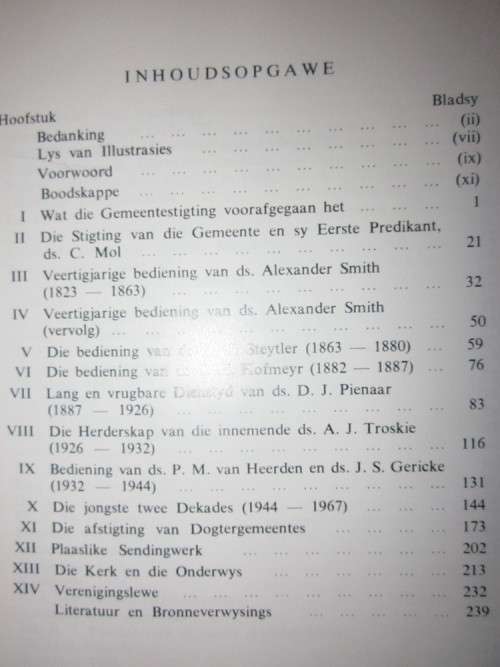 INHOUDSOPGAWE
Hoofstuk Bladsy
Bedanking ... ... ... ... ... ... ... ... ... (ii)
Lys van Illustrasies ... ... ... ... ... ... (vii)
Voorwoord ... ... ... ... ... ... ... ... (ix)
Boodskappe ... ... ... ... ... ... ... ... (xi)
I Wat die Gemeentestigting voorafgegaan het ... ... ... 1
II Die Stigting van die Gemeente en sy Eerste Predikant,
ds. C. Mol ... ... ... ... ... ... ... ... 21
III Veertigjarige bediening van ds. Alexander Smith
(1823 — 1863) ... ... ... ... ... ... ... 32
IV Veertigjarige bediening van ds. Alexander Smith
(vervolg) ... ... ... ... ... ... ... ... 50
V Die bediening van Steytler (1863 — 1880) ... ... 59
VI Die bediening van Hofmeyr (1882 — 1887) ... ... 76
VII Lang en vrugbare Dienstyd van ds. D. J. Pienaar
(1887 — 1926) ... ... ... ... ... ... ... 83
VIII Die Herderskap van die innemende ds. A. J. Troskie
(1926 — 1932) ... ... ... ... ... ... ... 116
IX Bediening van ds. P. M. van Heerden en ds. J. S. Gericke
(1932 — 1944) ... ... ... ... ... ... ... 131
X Die jongste twee Dekades (1944 — 1967) ... ... ... 144
XI Die afstigting van Dogtergemeentes ... ... ... ... 173
XII Plaaslike Sendingwerk ... ... ... ... ... ... 202
XIII Die Kerk en die Onderwys ... ... ... ... ... 213
XIV Verenigingslewe ... ... ... ... ... ... 232
Literatuur en Bronneverwysings ... ... ... ... 239